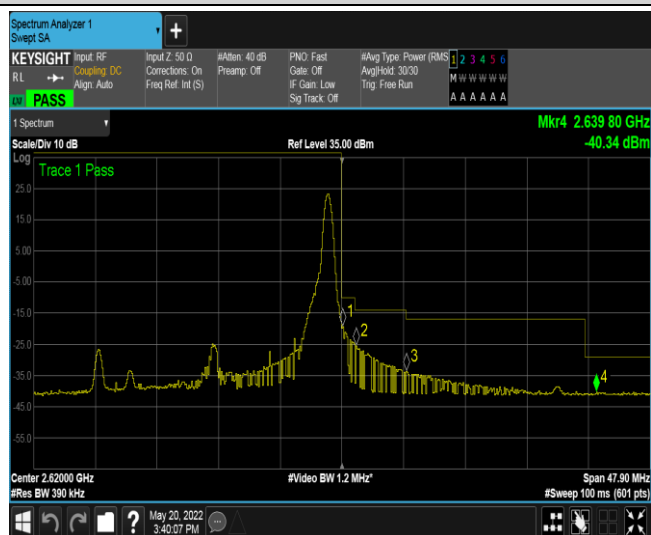 Spectrum Analyzer 1
Swept SA
+
KEYSIGHT
RL
PASS
Input: RF
Coupling: DC
Align: Auto
Input Z: 50 Ω
Corrections: On
Freq Ref: Int (S)
#Atten: 40 dB
Preamp: Off
PNO: Fast
Gate: Off
IF Gain: Low
Sig Track: Off
#Avg Type: Power (RMS
Avg|Hold: 30/30
Trig: Free Run
1 2 3 4 5 6
M W W W W W
A A A A A A
1 Spectrum
Mkr4 2.639 80 GHz
-40.34 dBm
Scale/Div 10 dB
Ref Level 35.00 dBm
Log
Trace 1 Pass
25.0
15.0
5.00
-5.00
-15.0
-25.0
-35.0
-45.0
-55.0
1
2
3
4
Center 2.62000 GHz
#Video BW 1.2 MHz*
Span 47.90 MHz
#Res BW 390 kHz
#Sweep 100 ms (601 pts)
?
May 20, 2022
3:40:07 PM